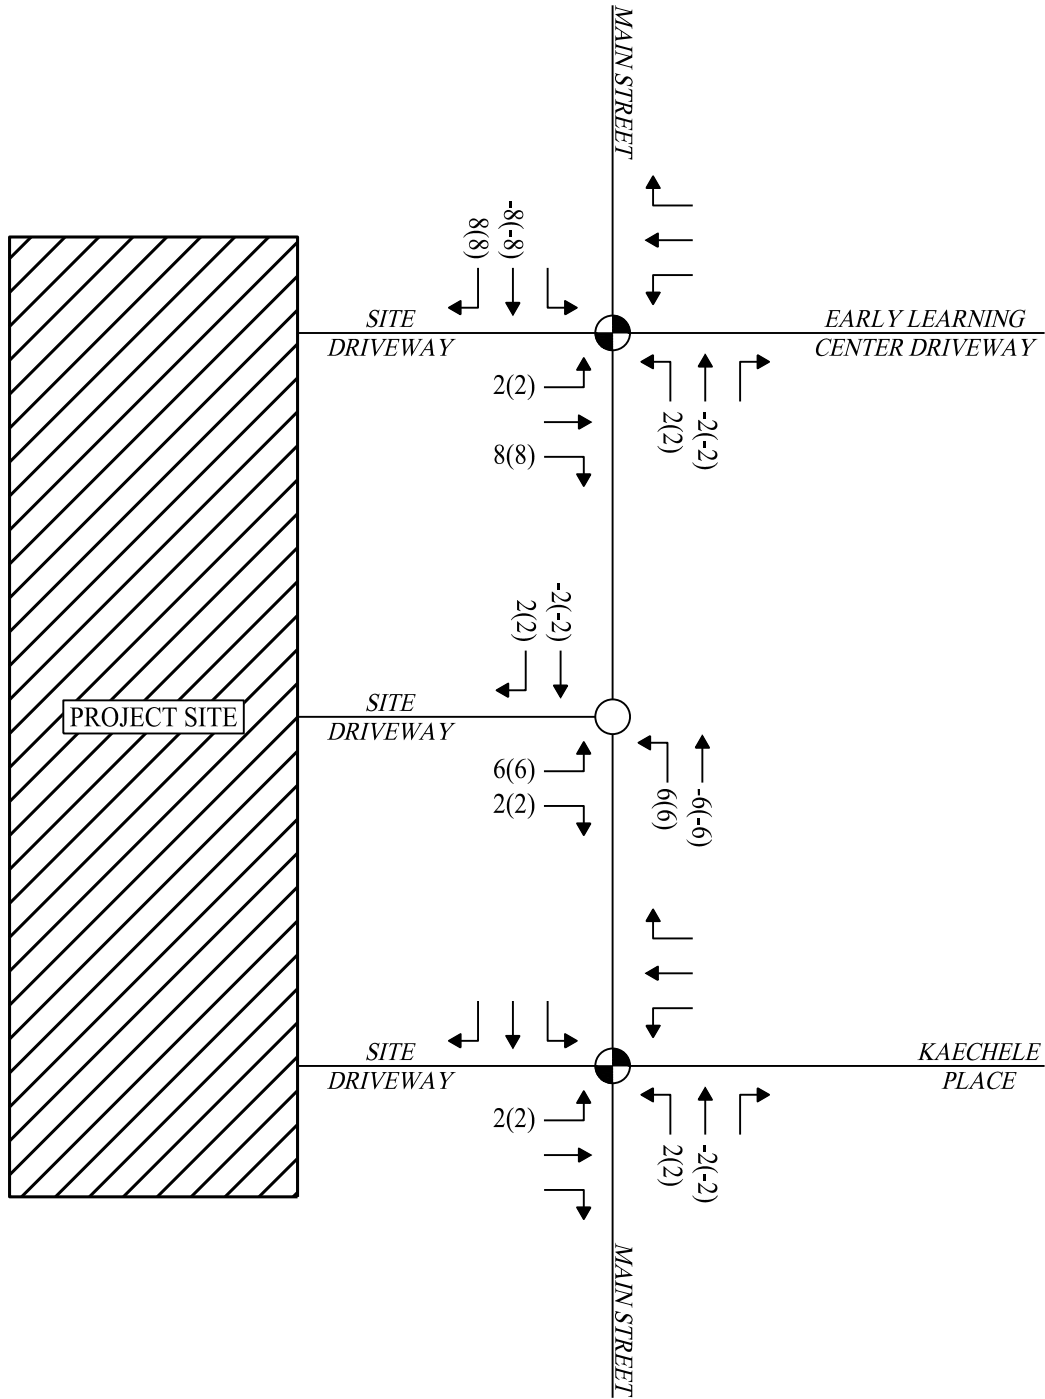 MAIN STREET
8(8)
-8(-8)
SITE
DRIVEWAY
EARLY LEARNING
CENTER DRIVEWAY
2(2)
8(8)
2(2)
-2(-2)
2(2)
-2(-2)
PROJECT SITE
SITE
DRIVEWAY
6(6)
2(2)
6(6)
-6(-6)
SITE
DRIVEWAY
KAECHELE
PLACE
2(2)
2(2)
-2(-2)
MAIN STREET